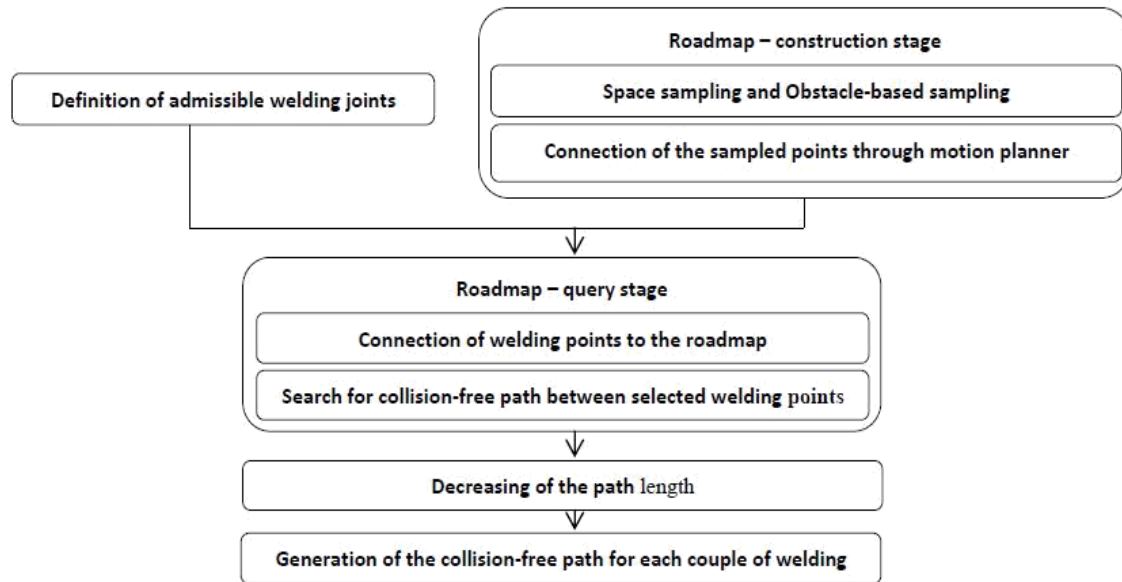 Roadmap – construction stage
Definition of admissible welding joints
Space sampling and Obstacle-based sampling
Connection of the sampled points through motion planner
Roadmap – query stage
Connection of welding points to the roadmap
Search for collision-free path between selected welding points
Decreasing of the path length
Generation of the collision-free path for each couple of welding